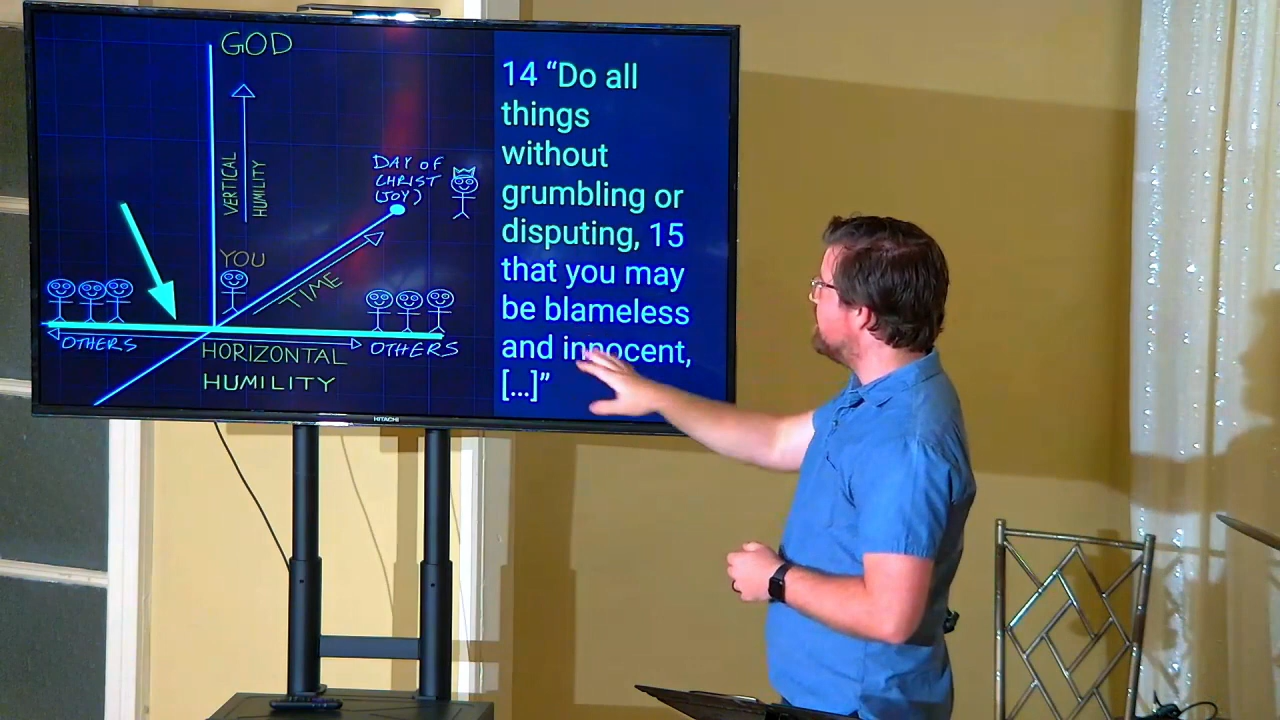 GOD
VERTICAL
HUMILITY
DAY OF
CHRIST
(JOY)
YOU
TIME
OTHERS
HORIZONTAL
HUMILITY
OTHERS
14 “Do all
things
without
grumbling or
disputing, 15
that you may
be blameless
and innocent,
[...]”
HITACHI